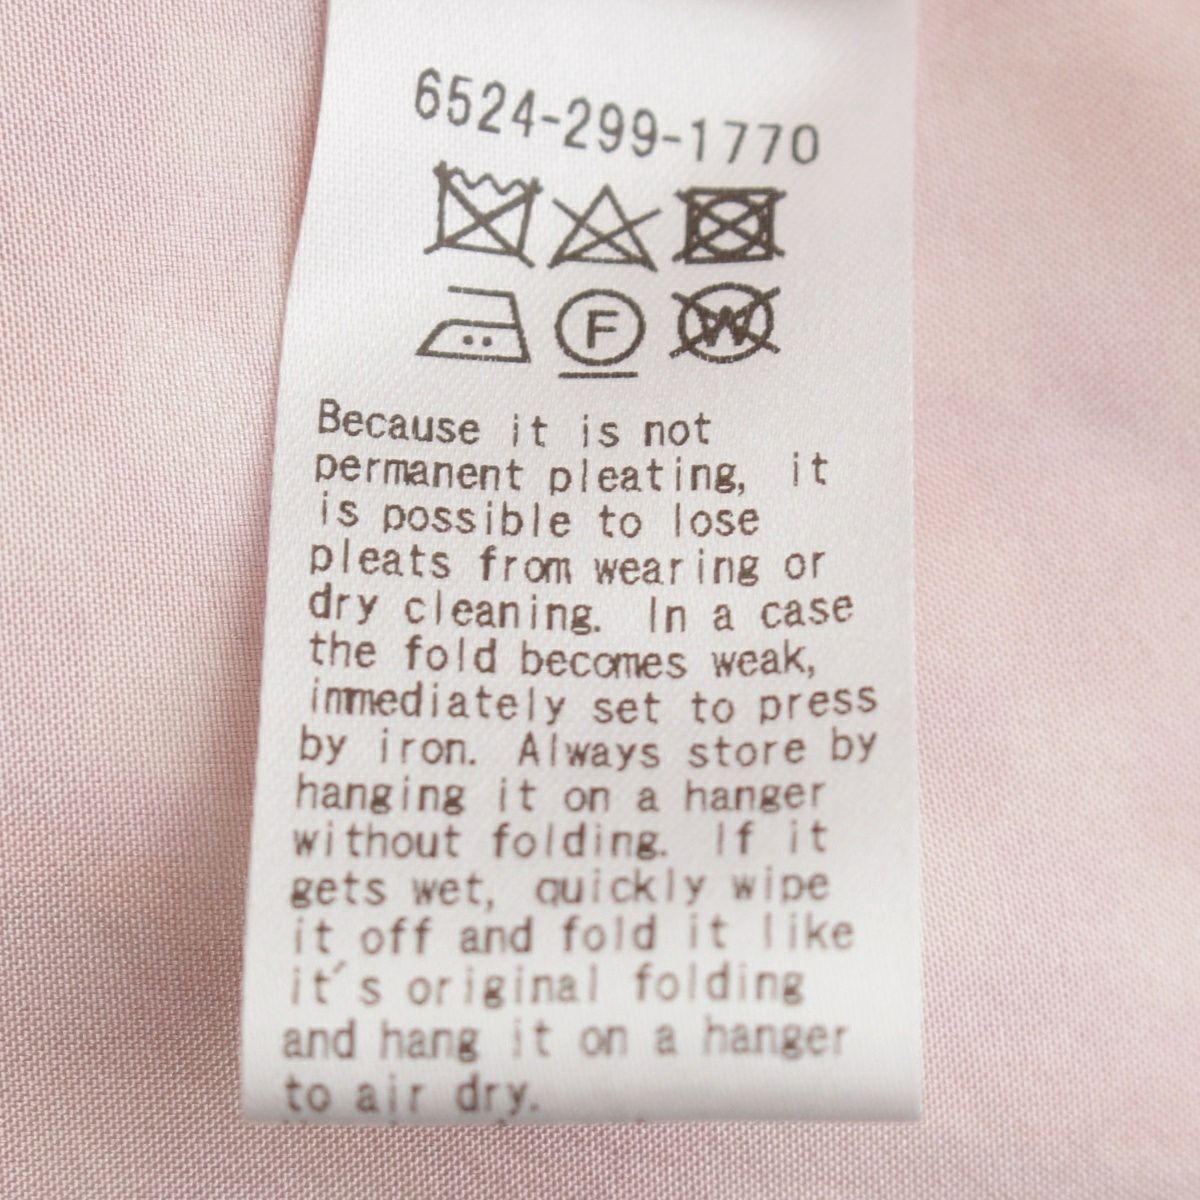 6524-299-1770
F W
Because it is not
permanent pleating, it
is possible to lose
pleats from wearing or
dry cleaning. In a case
the fold becomes weak,
immediately set to press
by iron. Always store by
hanging it on a hanger
without folding. If it
gets wet, quickly wipe
it off and fold it like
it's original folding
and hang it on a hanger
to air dry.